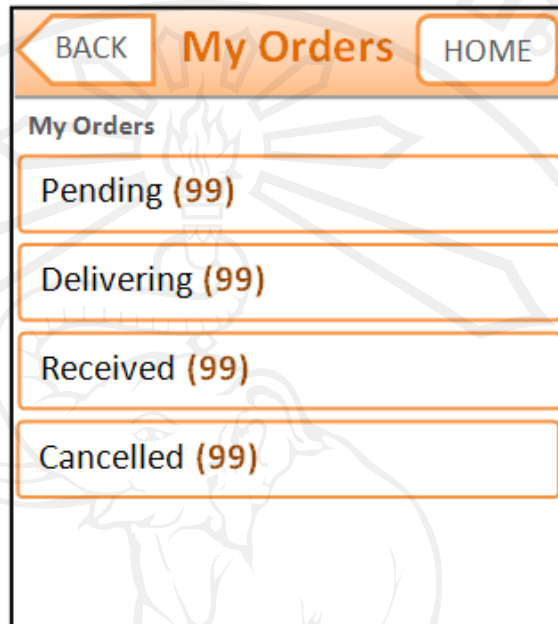 BACK My Orders HOME
My Orders
Pending (99)
Delivering (99)
Received (99)
Cancelled (99)